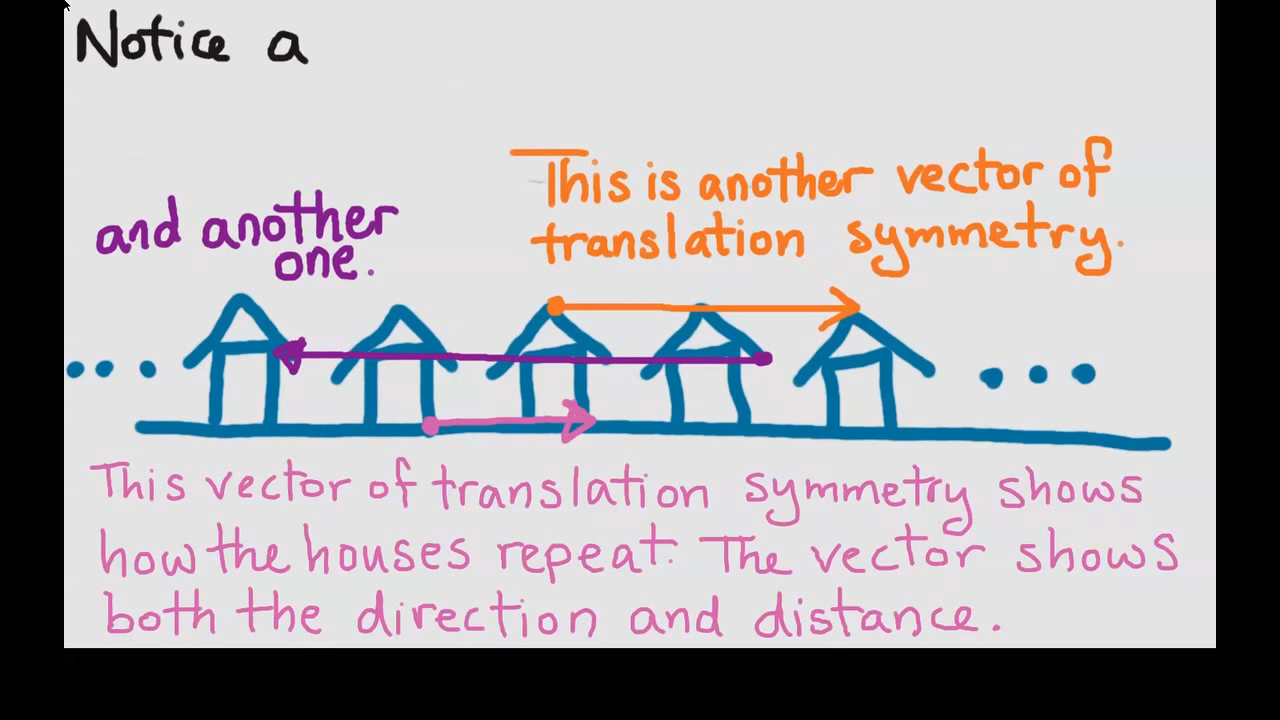 Notice a
This is another vector of
translation symmetry.
and another
one.
This vector of translation symmetry shows
how the houses repeat. The vector shows
both the direction and distance.